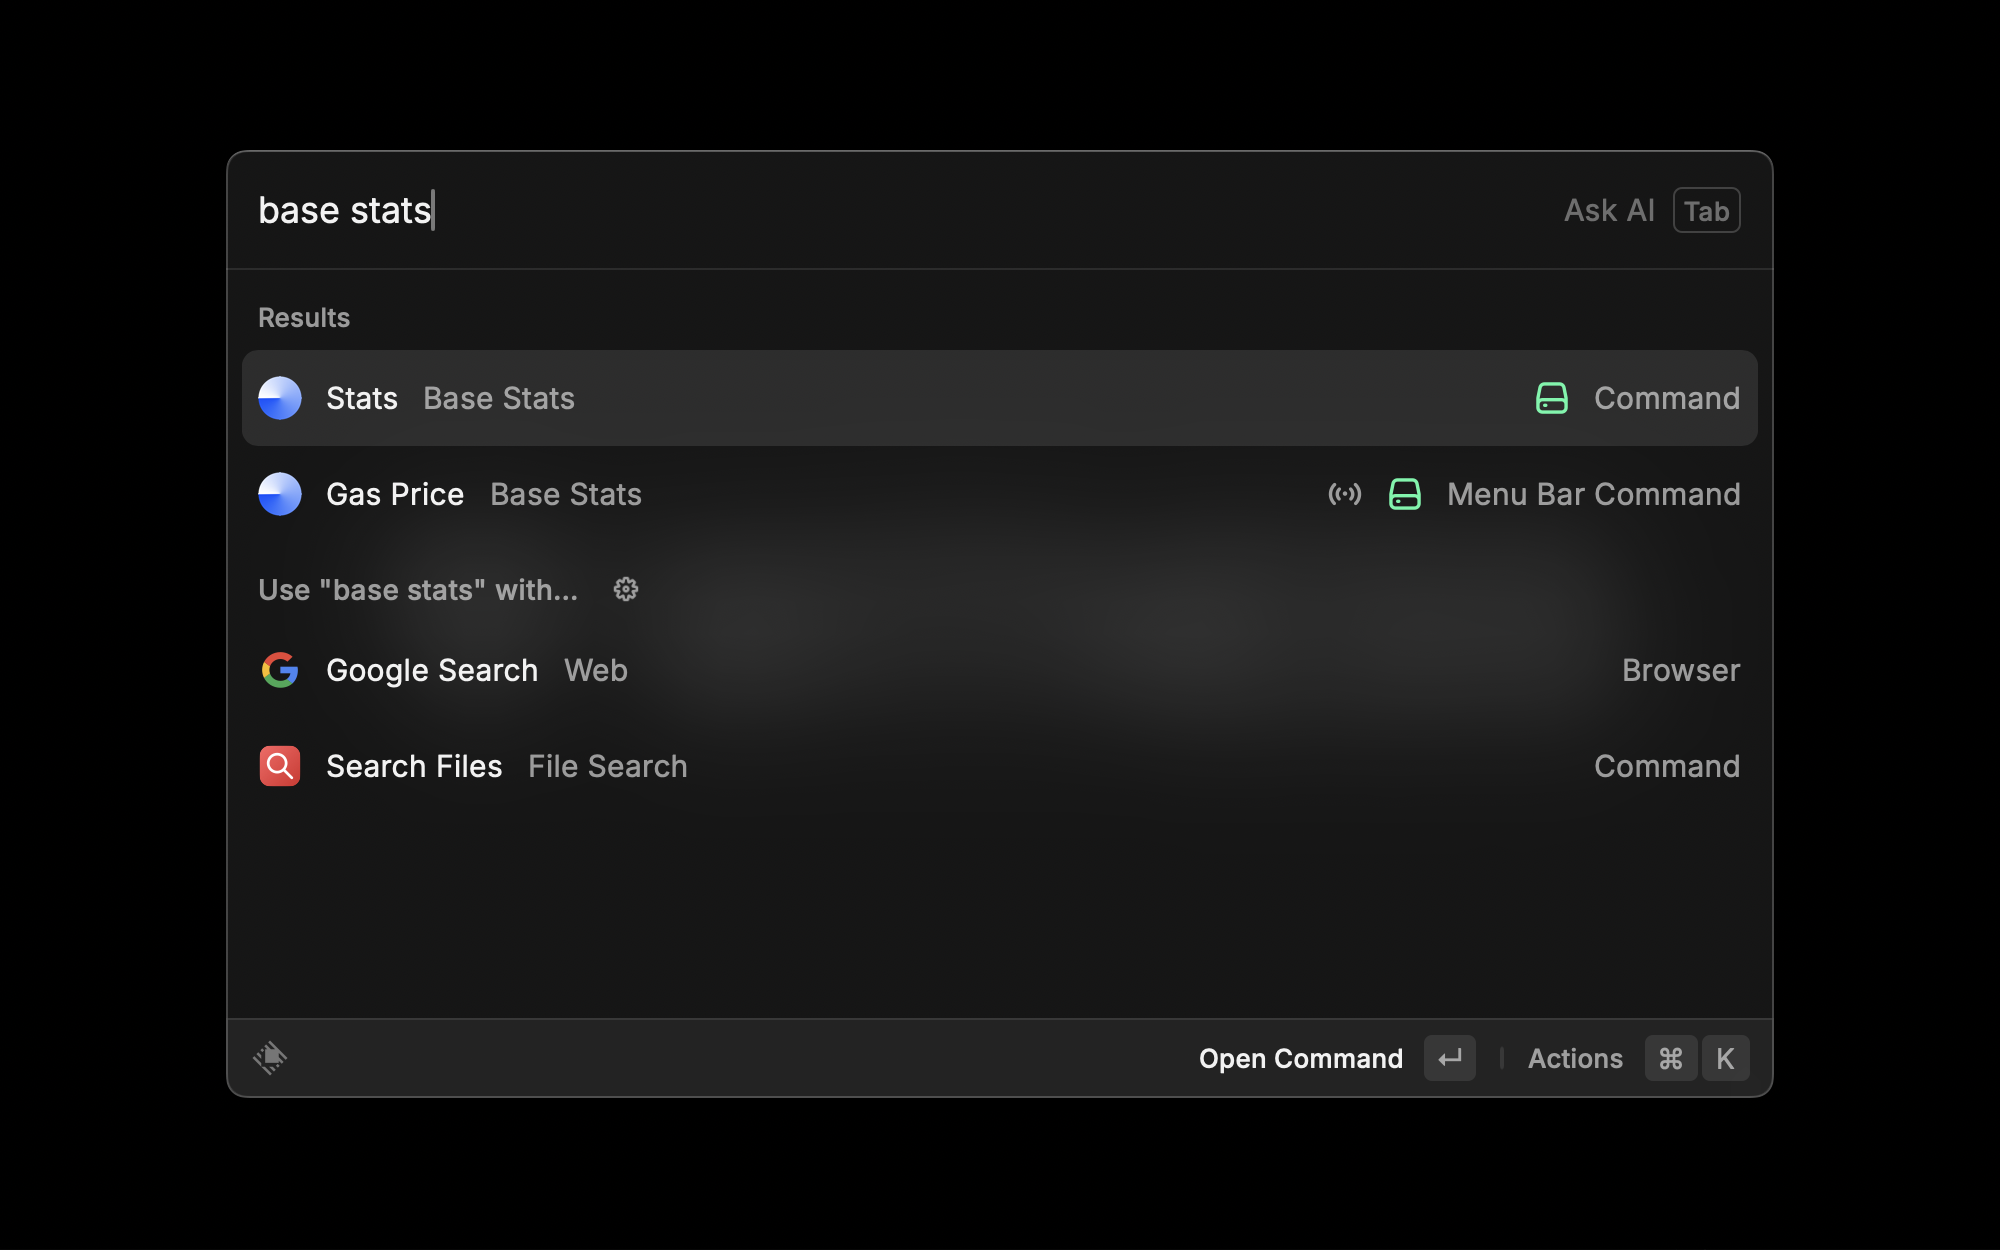 base stats
Ask AI Tab
Results
Stats Base Stats Command
Gas Price Base Stats Menu Bar Command
Use "base stats" with...
Google Search Web Browser
Search Files File Search Command
Open Command ↵ Actions ⌘ K